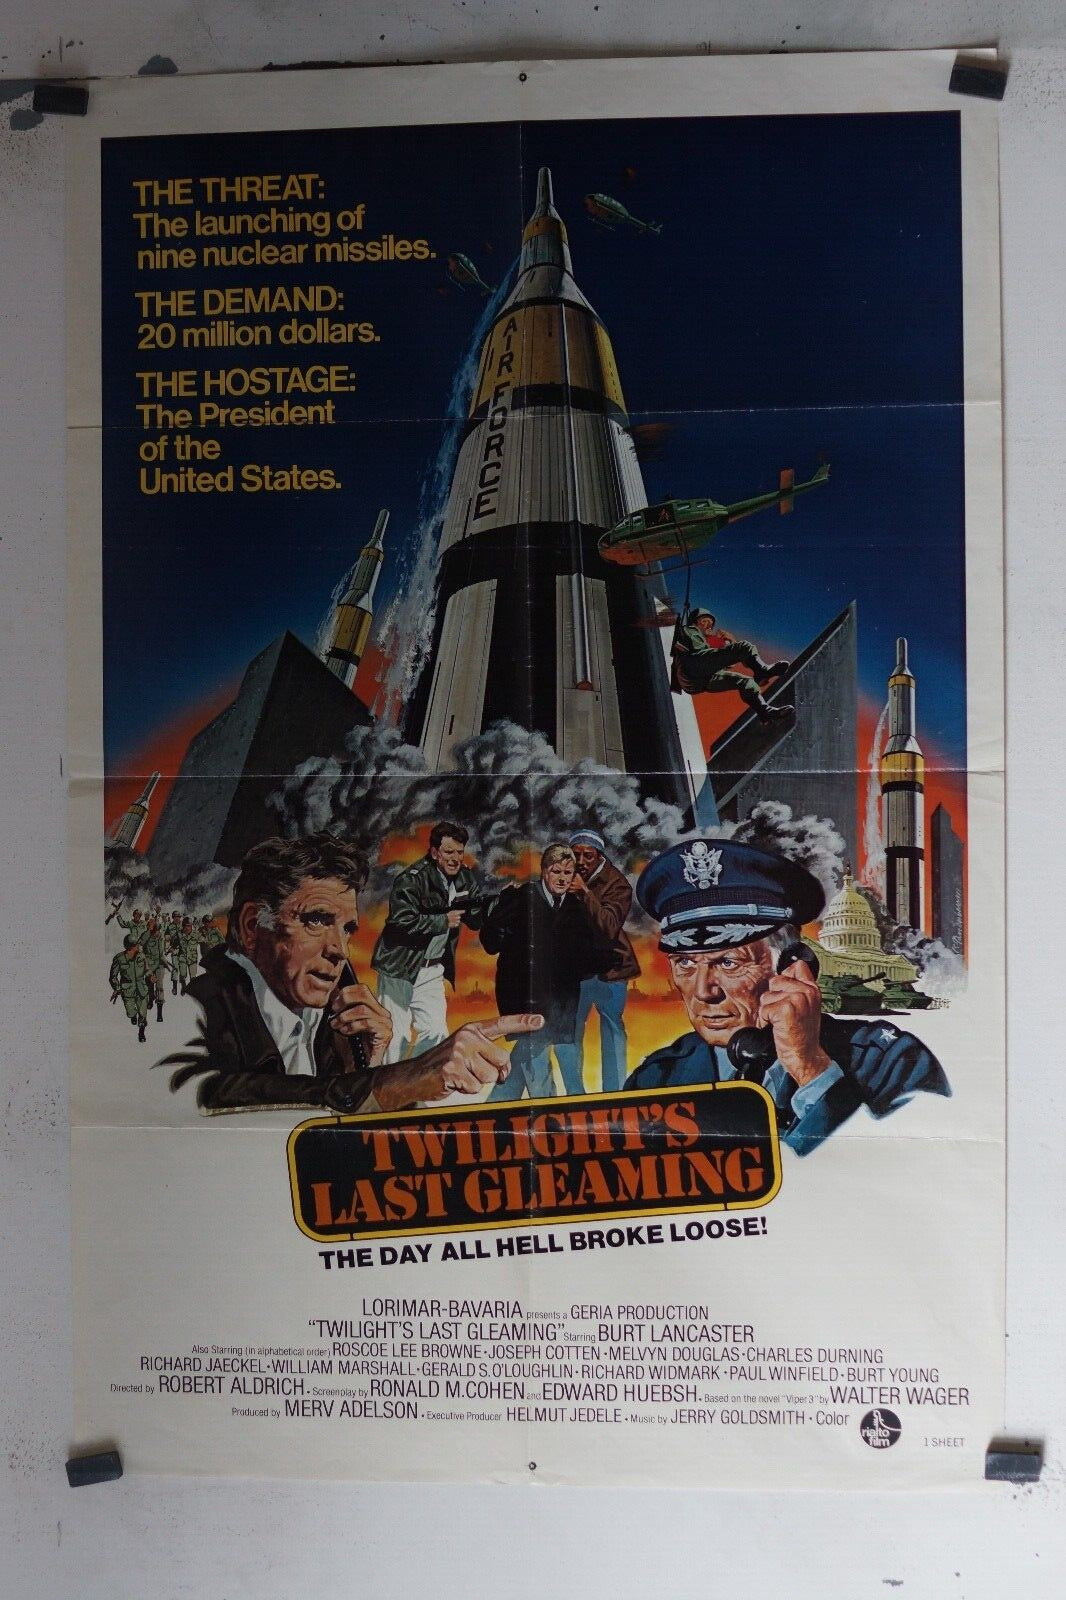 THE THREAT:
The launching of
nine nuclear missiles.
THE DEMAND:
20 million dollars.
THE HOSTAGE:
The President
of the
United States.
AIR FORCE
TWILIGHT'S
LAST GLEAMING
THE DAY ALL HELL BROKE LOOSE!
LORIMAR-BAVARIA presents a GERIA PRODUCTION
"TWILIGHT'S LAST GLEAMING" Starring BURT LANCASTER
Also Starring (in alphabetical order) ROSCOE LEE BROWNE • JOSEPH COTTEN • MELVYN DOUGLAS • CHARLES DURNING
RICHARD JAECKEL • WILLIAM MARSHALL • GERALD S. O'LOUGHLIN • RICHARD WIDMARK • PAUL WINFIELD • BURT YOUNG
Directed by ROBERT ALDRICH • Screenplay by RONALD M. COHEN and EDWARD HUEBSH • Based on the novel "Viper 3" by WALTER WAGER
Produced by MERV ADELSON • Executive Producer HELMUT JEDELE • Music by JERRY GOLDSMITH • Color
rialto
film
1 SHEET